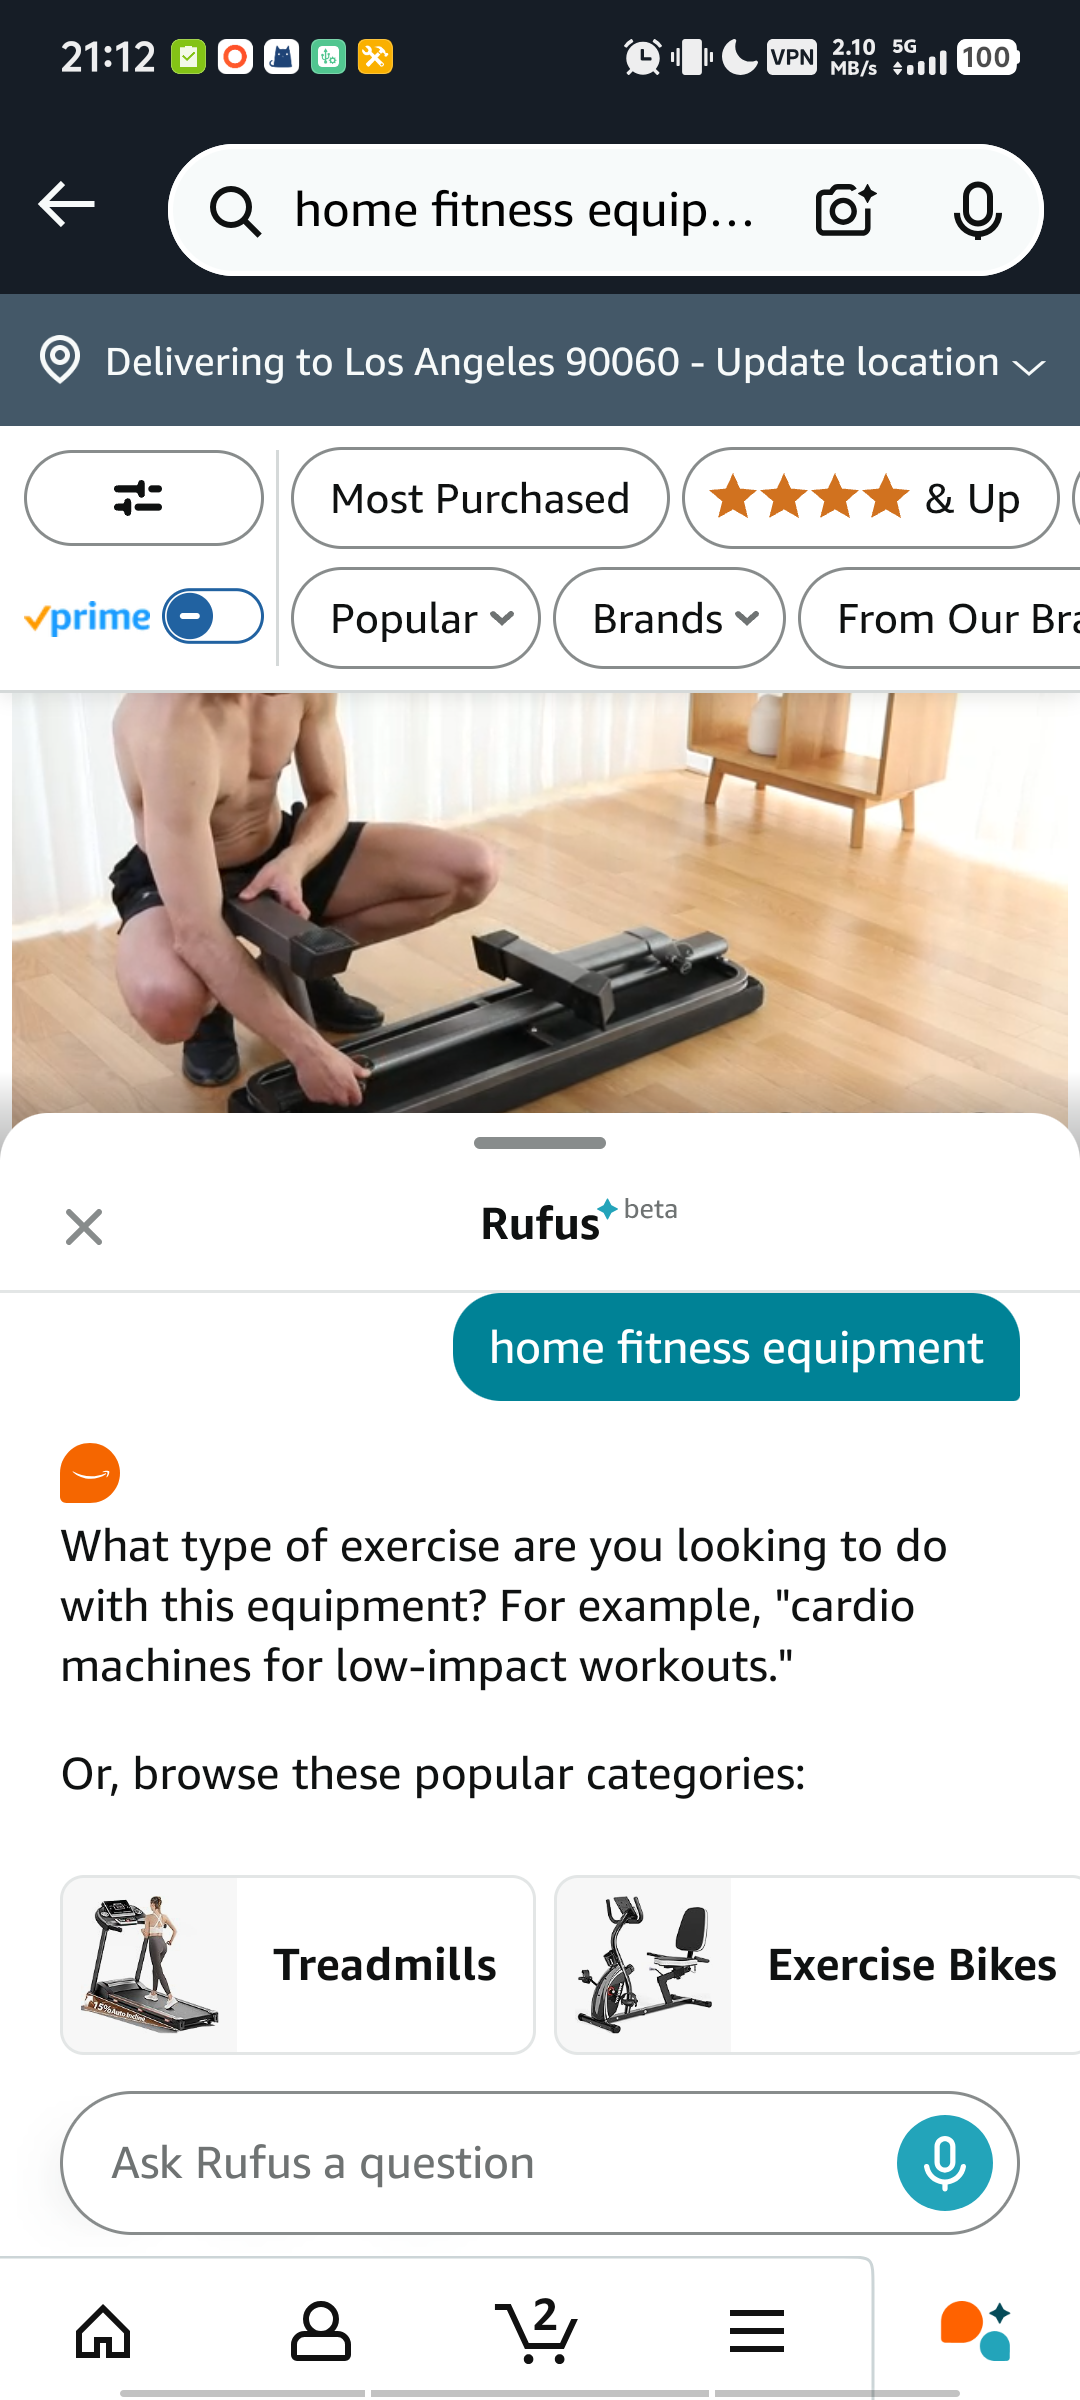 21:12
VPN
2.10
MB/s
5G
100
home fitness equip...
Delivering to Los Angeles 90060 - Update location
Most Purchased
& Up
prime
Popular
Brands
From Our Bra
Rufus beta
home fitness equipment
What type of exercise are you looking to do
with this equipment? For example, "cardio
machines for low-impact workouts."
Or, browse these popular categories:
15% Auto Incline
Treadmills
Exercise Bikes
Ask Rufus a question
2